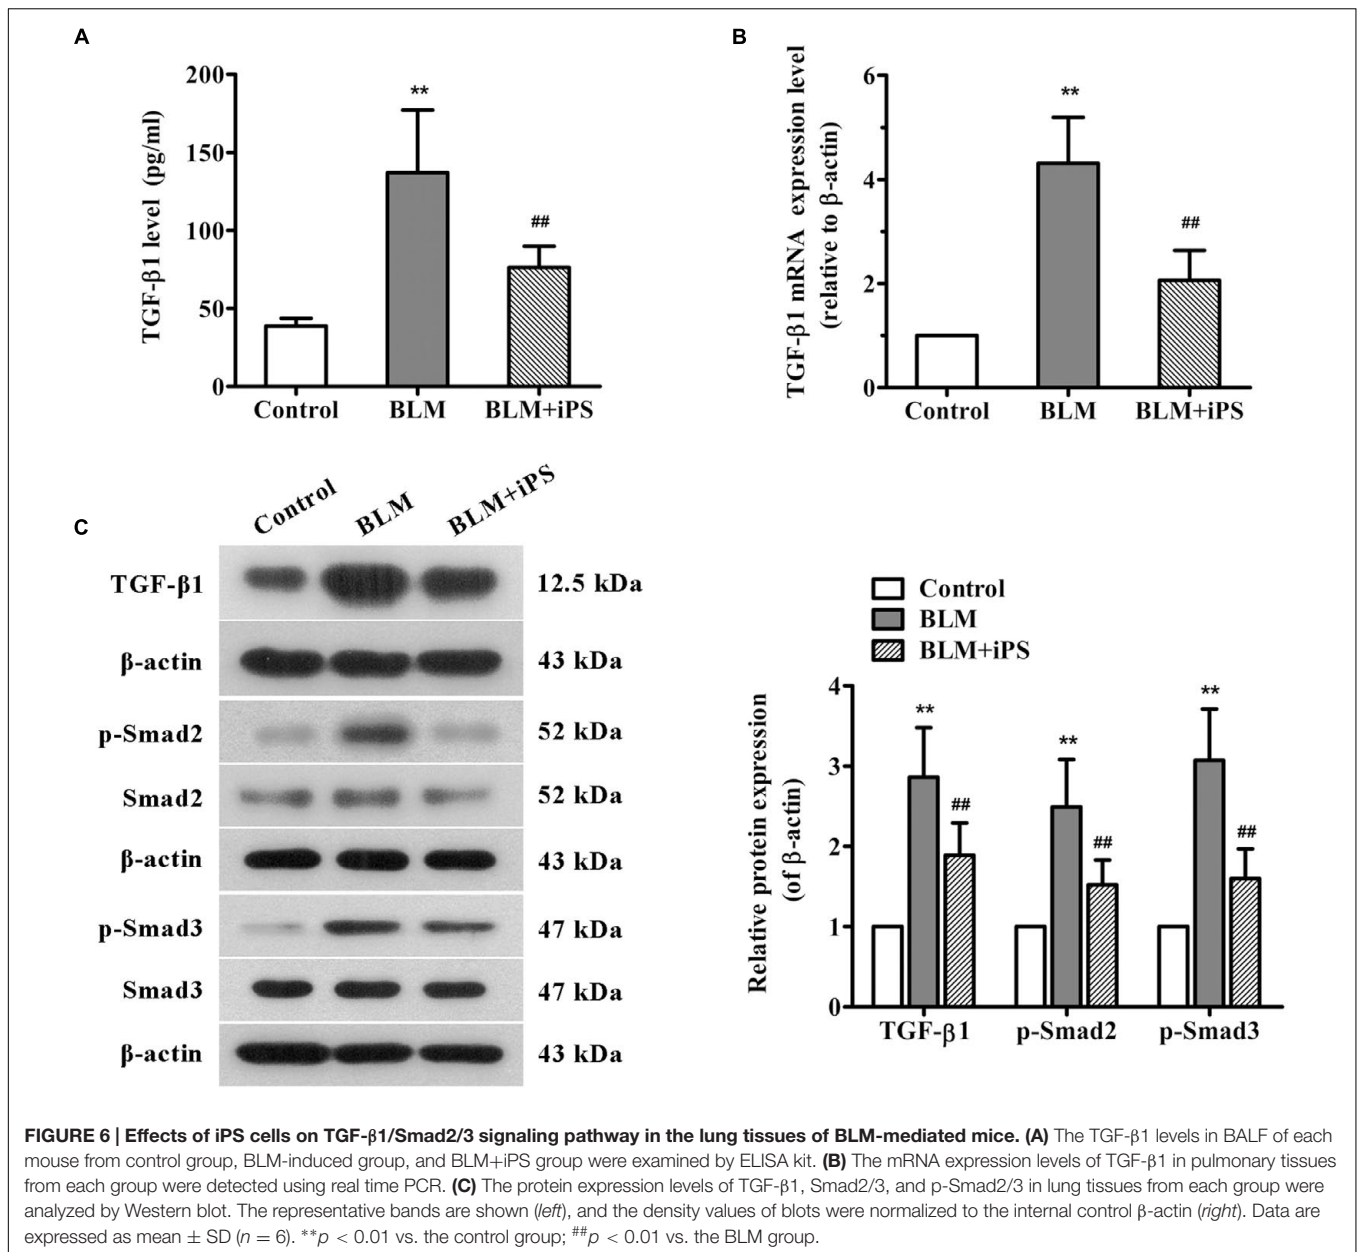 A
TGF-β1 level (pg/ml)
200
150
100
50
0
**
##
Control
BLM
BLM+iPS
B
TGF-β1 mRNA expression level
(relative to β-actin)
6
4
2
0
**
##
Control
BLM
BLM+iPS
C
Control
BLM
BLM+iPS
TGF-β1
12.5 kDa
β-actin
43 kDa
p-Smad2
52 kDa
Smad2
52 kDa
β-actin
43 kDa
p-Smad3
47 kDa
Smad3
47 kDa
β-actin
43 kDa
Control
BLM
BLM+iPS
Relative protein expression
(of β-actin)
4
3
2
1
0
**
##
**
##
**
##
TGF-β1
p-Smad2
p-Smad3
FIGURE 6 | Effects of iPS cells on TGF-β1/Smad2/3 signaling pathway in the lung tissues of BLM-mediated mice. (A) The TGF-β1 levels in BALF of each
mouse from control group, BLM-induced group, and BLM+iPS group were examined by ELISA kit. (B) The mRNA expression levels of TGF-β1 in pulmonary tissues
from each group were detected using real time PCR. (C) The protein expression levels of TGF-β1, Smad2/3, and p-Smad2/3 in lung tissues from each group were
analyzed by Western blot. The representative bands are shown (left), and the density values of blots were normalized to the internal control β-actin (right). Data are
expressed as mean ± SD (n = 6). **p < 0.01 vs. the control group; ##p < 0.01 vs. the BLM group.